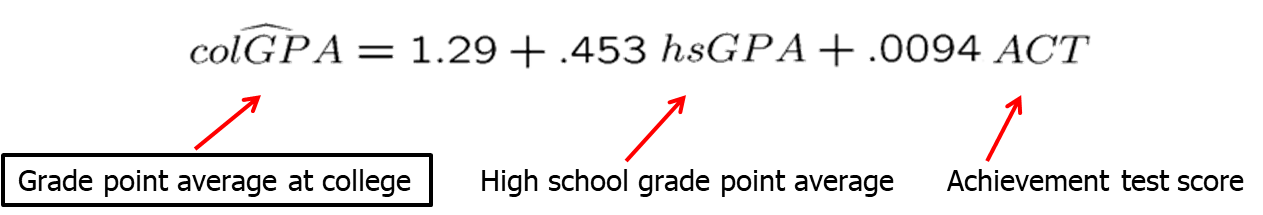 colGPA^ = 1.29 + .453 hsGPA + .0094 ACT
Grade point average at college
High school grade point average
Achievement test score